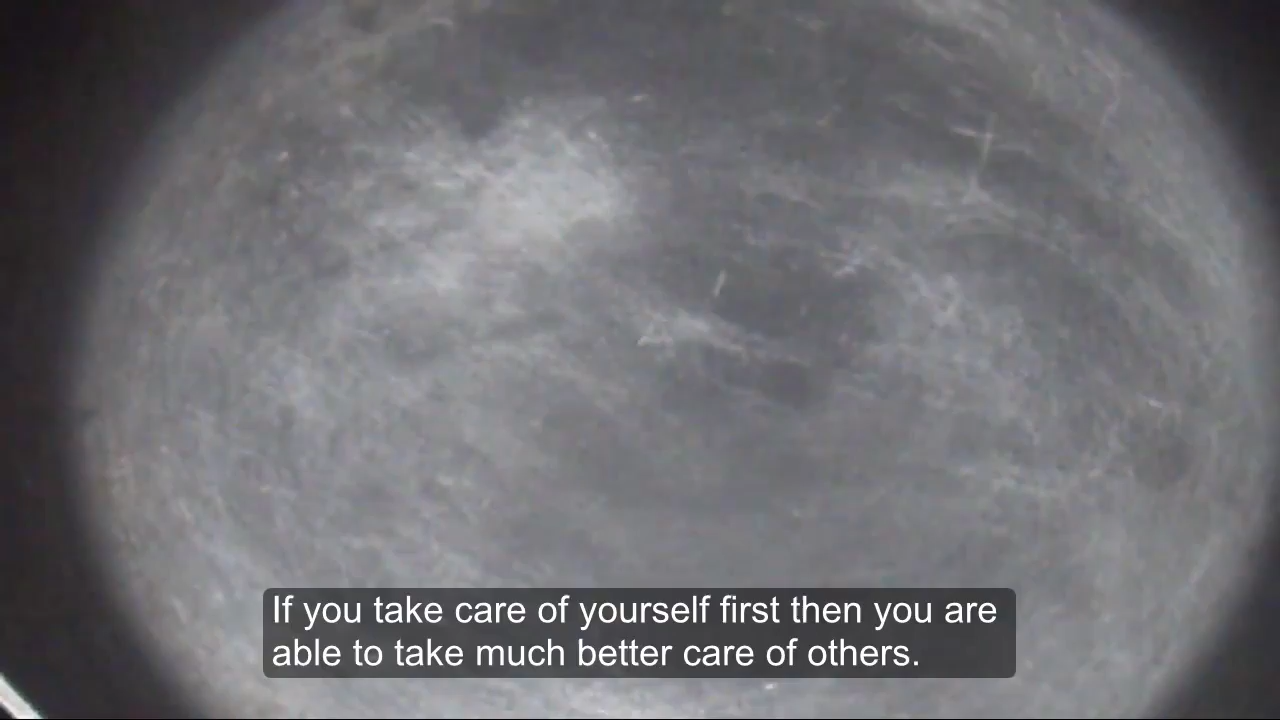 If you take care of yourself first then you are
able to take much better care of others.